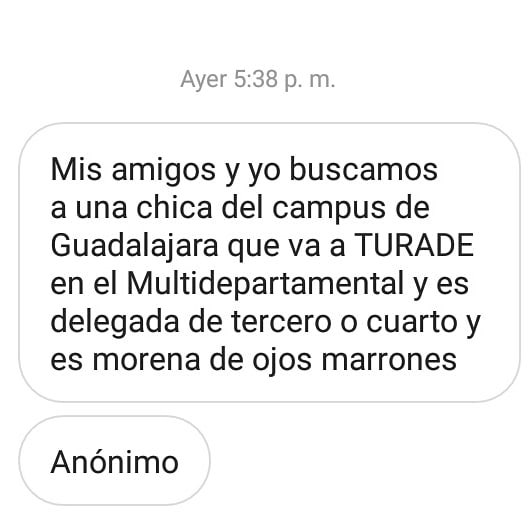 Ayer 5:38 p. m.
Mis amigos y yo buscamos
a una chica del campus de
Guadalajara que va a TURADE
en el Multidepartamental y es
delegada de tercero o cuarto y
es morena de ojos marrones
Anónimo